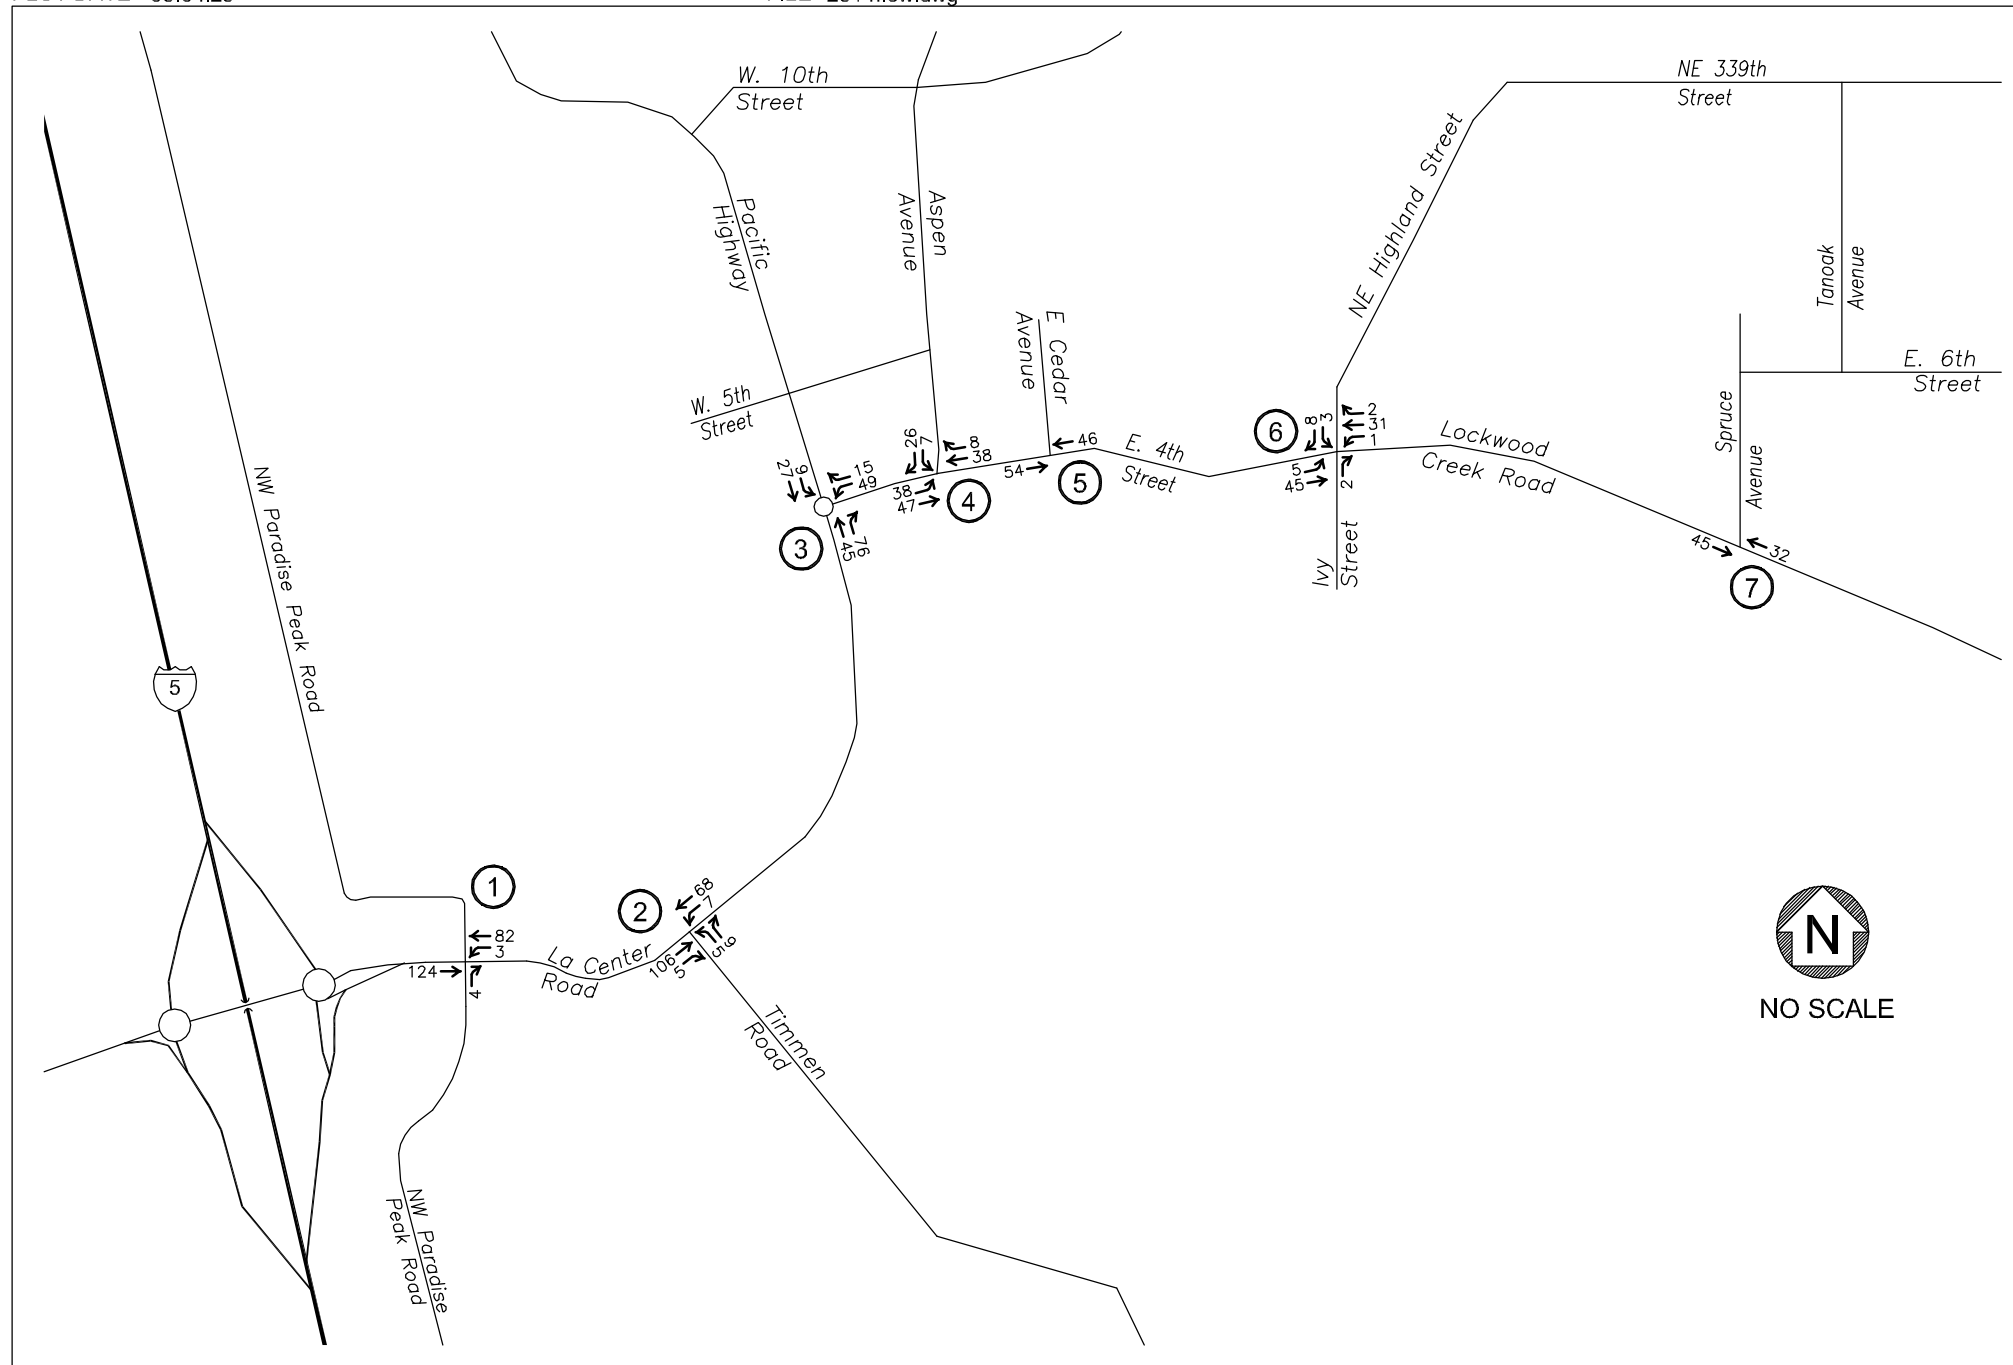 W. 10th
Street
NE 339th
Street
Pacific
Highway
Aspen
Avenue
NE Highland Street
Tanoak
Avenue
E Cedar
Avenue
W. 5th
Street
E. 6th
Street
Spruce
Avenue
26
7
8
38
46
E. 4th
Street
6
8
3
2
31
1
Lockwood
Creek Road
NW Paradise Peak Road
27
9
15
49
38
47
4
54
5
5
45
2
3
45
76
Ivy
Street
45
32
7
5
1
82
3
124
4
2
68
7
La Center
Road
106
5
5
9
Timmen
Road
N
NO SCALE
NW Paradise
Peak Road